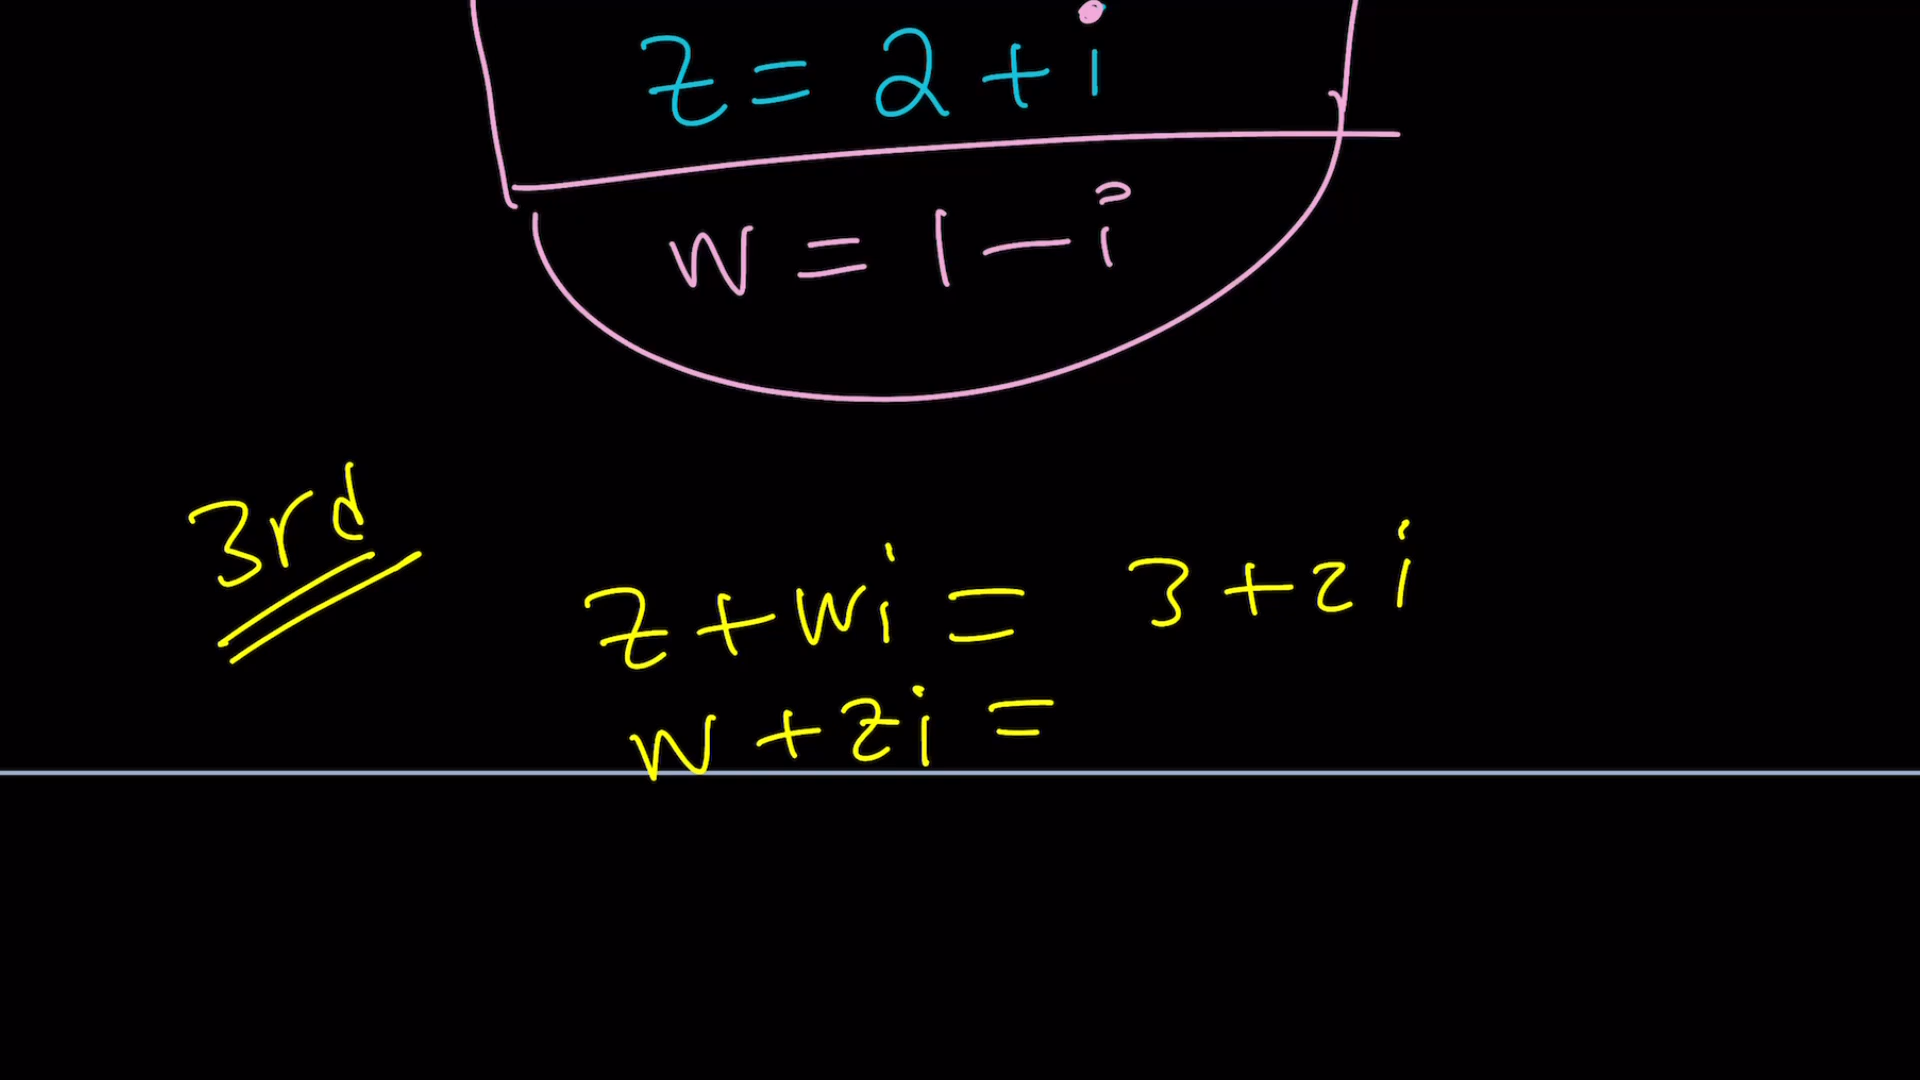 z = 2 + i
w = 1 - i
3rd
z + wi = 3 + 2i
w + zi =